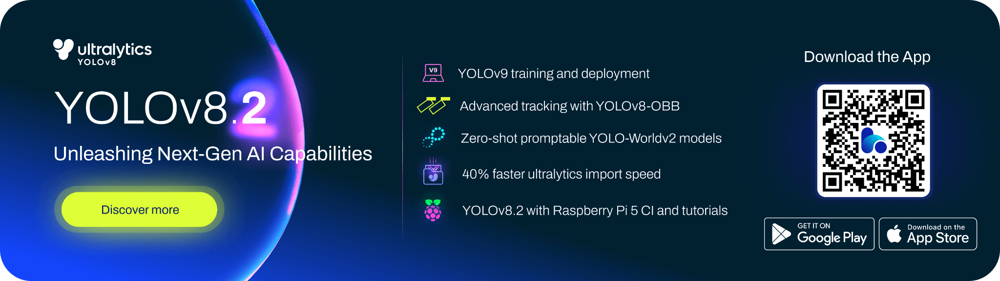 ultralytics
YOLOv8
YOLOv8.2
Unleashing Next-Gen AI Capabilities
Discover more
V9
YOLOv9 training and deployment
Advanced tracking with YOLOv8-OBB
Zero-shot promptable YOLO-Worldv2 models
40% faster ultralytics import speed
YOLOv8.2 with Raspberry Pi 5 CI and tutorials
Download the App
GET IT ON
Google Play
Download on the
App Store